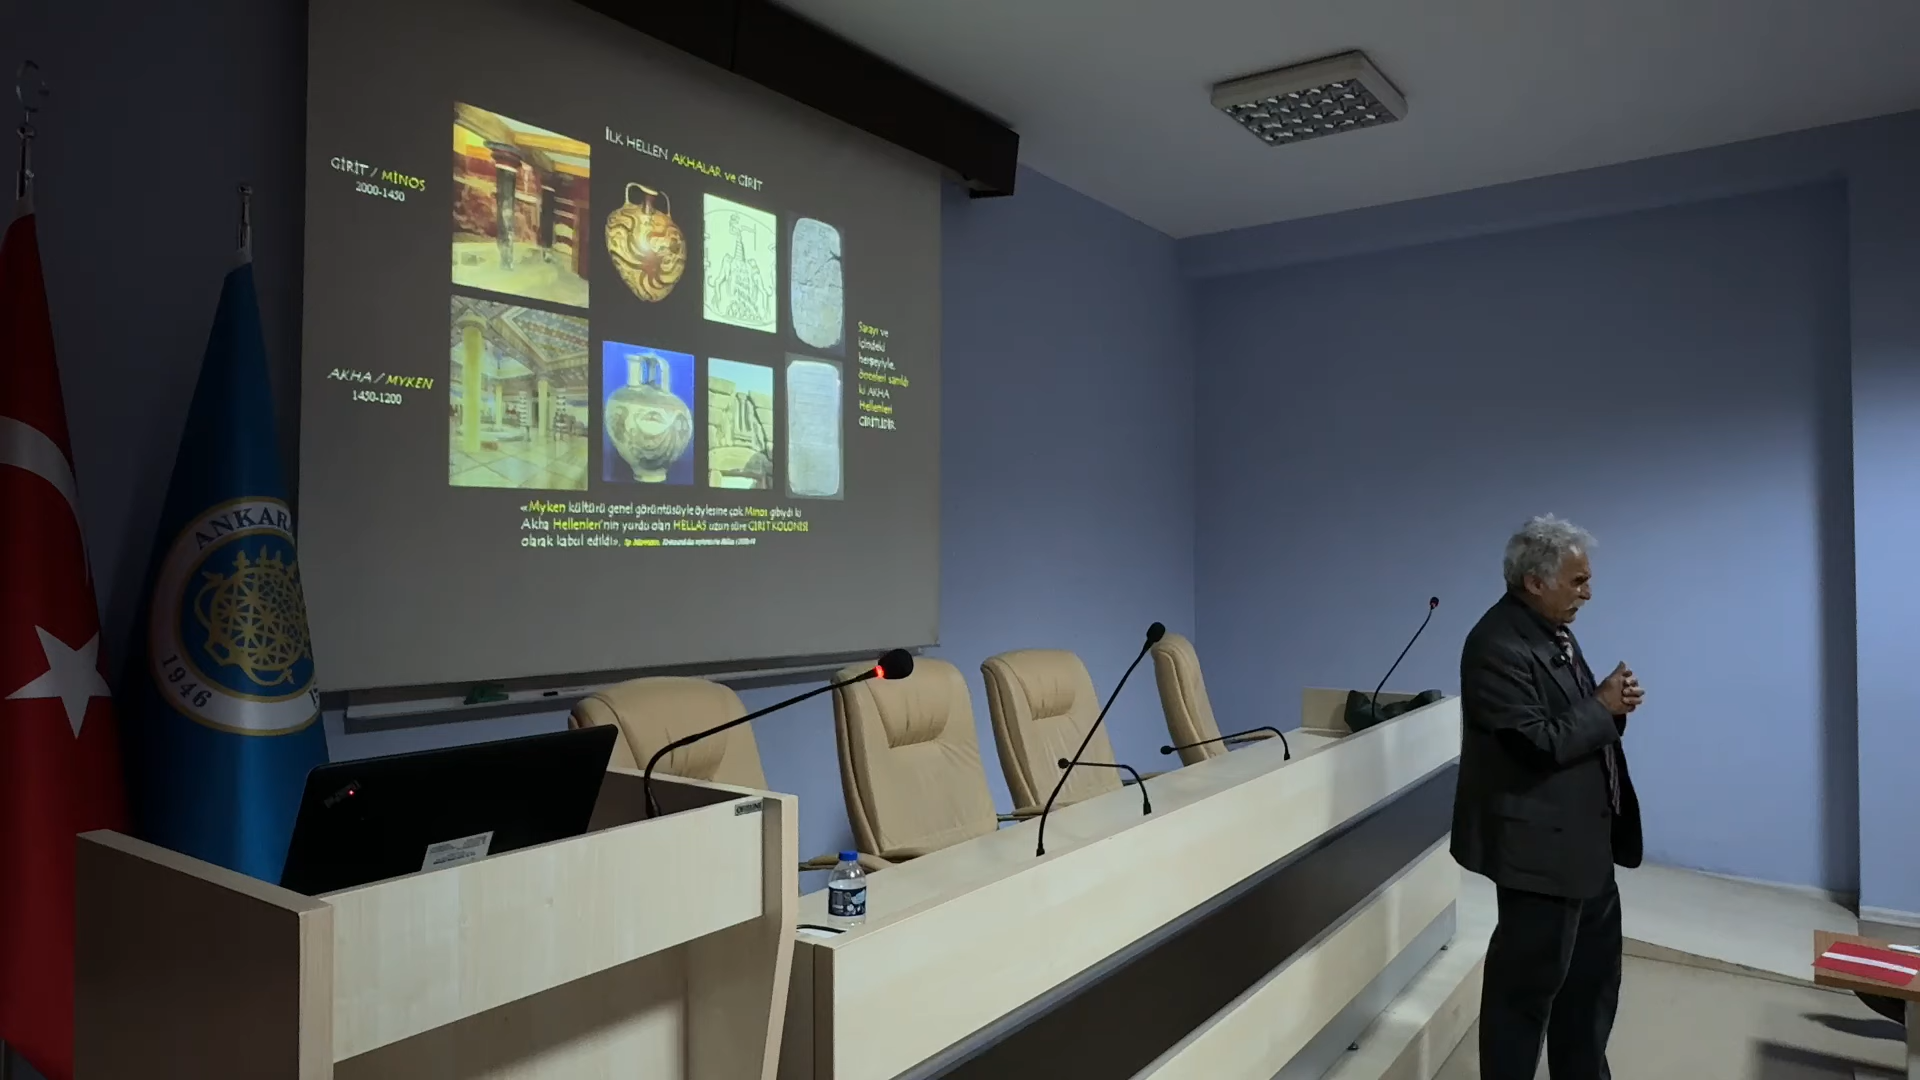 İLK HELLEN AKHALAR ve GİRİT
GİRİT / MİNOS
2000-1450
AKHA / MYKEN
1450-1200
Sarayı ve
içindeki
herşeyiyle,
önceleri sanıldı
ki AKHA
Hellenleri
GİRİTLİDİR.
«Myken kültürü genel görüntüsüyle öylesine çok Minos gibiydi ki
Akha Hellenleri'nin yurdu olan HELLAS uzun süre GİRİT KOLONİSİ
olarak kabul edildi»,
ANKARA
1946